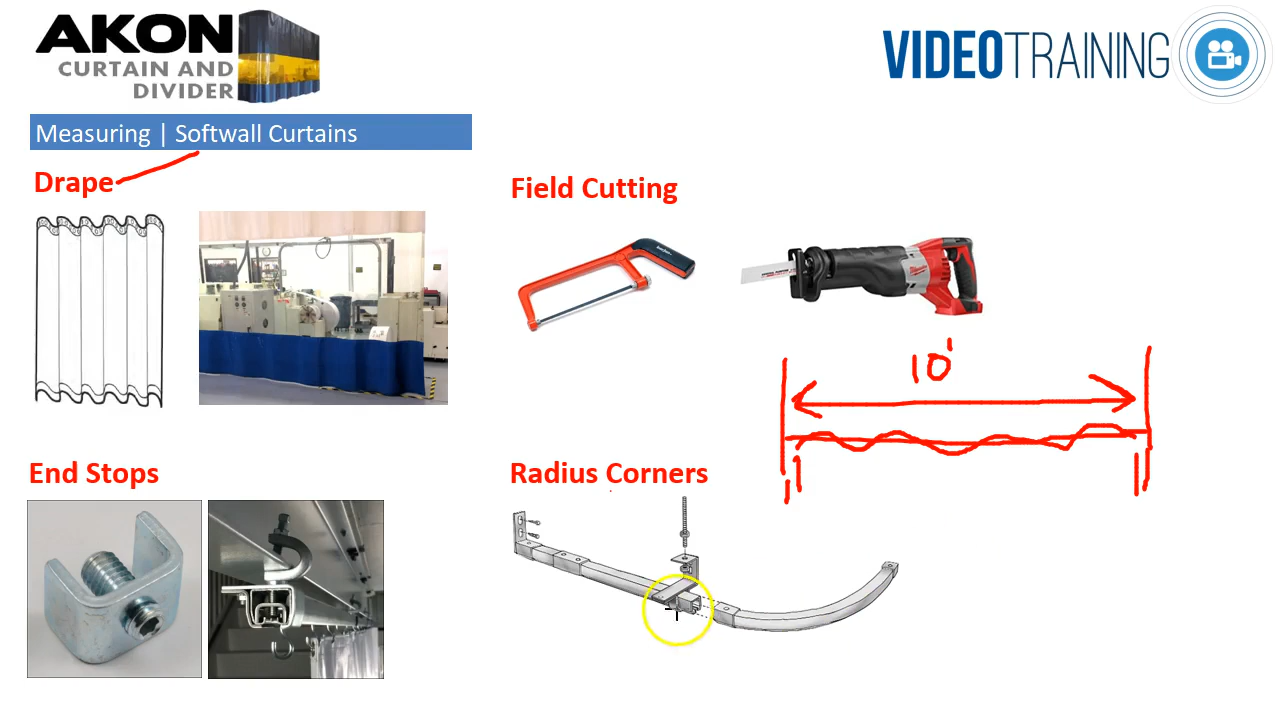 AKON
CURTAIN AND
DIVIDER
VIDEOTRAINING
Measuring | Softwall Curtains
Drape
Field Cutting
10'
End Stops
Radius Corners